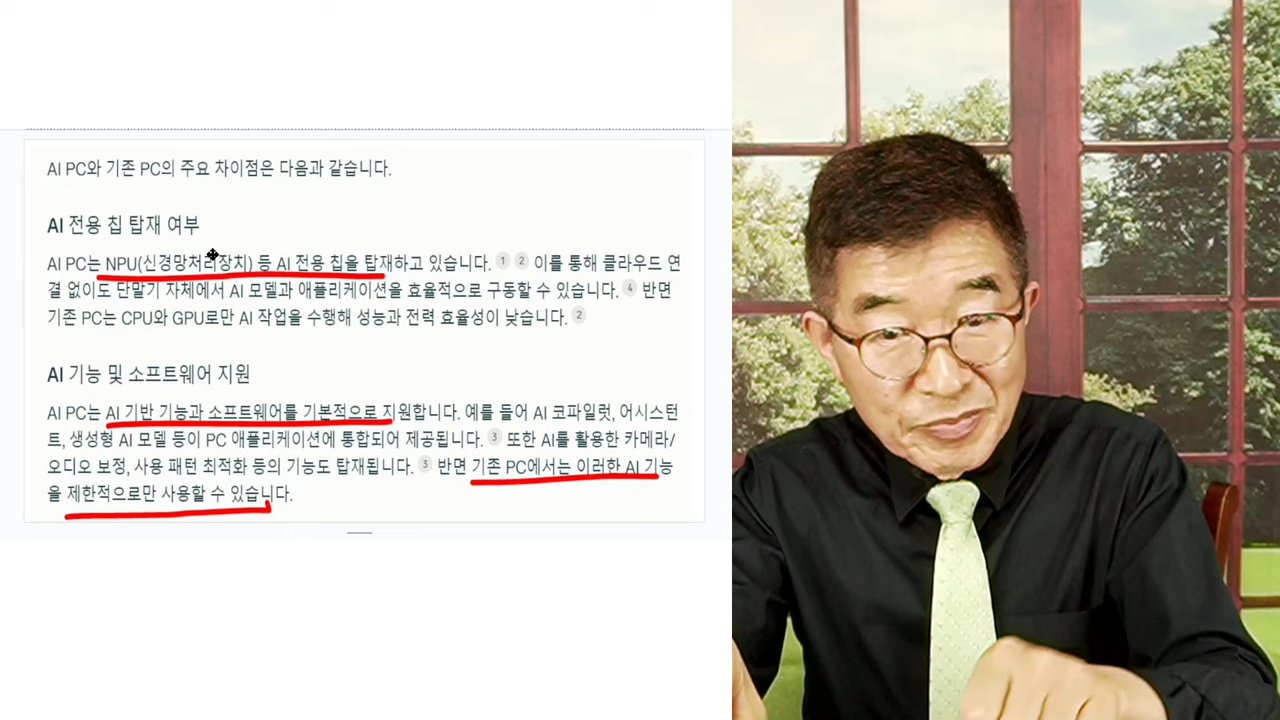 AI PC와 기존 PC의 주요 차이점은 다음과 같습니다.
AI 전용 칩 탑재 여부
AI PC는 NPU(신경망처리장치) 등 AI 전용 칩을 탑재하고 있습니다. 1 2 이를 통해 클라우드 연
결 없이도 단말기 자체에서 AI 모델과 애플리케이션을 효율적으로 구동할 수 있습니다. 4 반면
기존 PC는 CPU와 GPU로만 AI 작업을 수행해 성능과 전력 효율성이 낮습니다. 2
AI 기능 및 소프트웨어 지원
AI PC는 AI 기반 기능과 소프트웨어를 기본적으로 지원합니다. 예를 들어 AI 코파일럿, 어시스턴
트, 생성형 AI 모델 등이 PC 애플리케이션에 통합되어 제공됩니다. 3 또한 AI를 활용한 카메라/
오디오 보정, 사용 패턴 최적화 등의 기능도 탑재됩니다. 3 반면 기존 PC에서는 이러한 AI 기능
을 제한적으로만 사용할 수 있습니다.